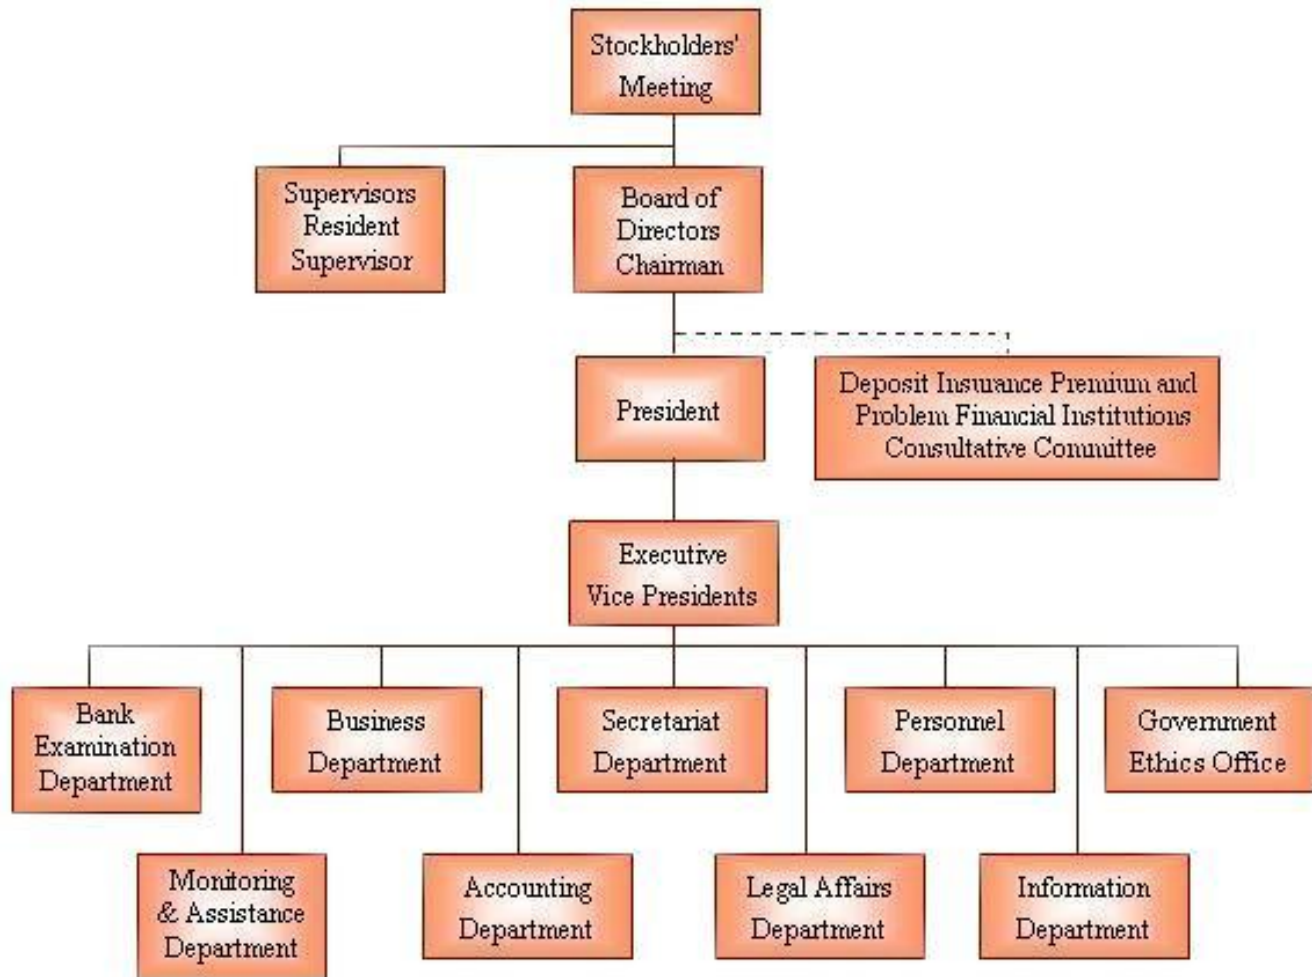 Stockholders'
Meeting
Supervisors
Resident
Supervisor
Board of
Directors
Chairman
President
Deposit Insurance Premium and
Problem Financial Institutions
Consultative Committee
Executive
Vice Presidents
Bank
Examination
Department
Business
Department
Secretariat
Department
Personnel
Department
Government
Ethics Office
Monitoring
& Assistance
Department
Accounting
Department
Legal Affairs
Department
Information
Department